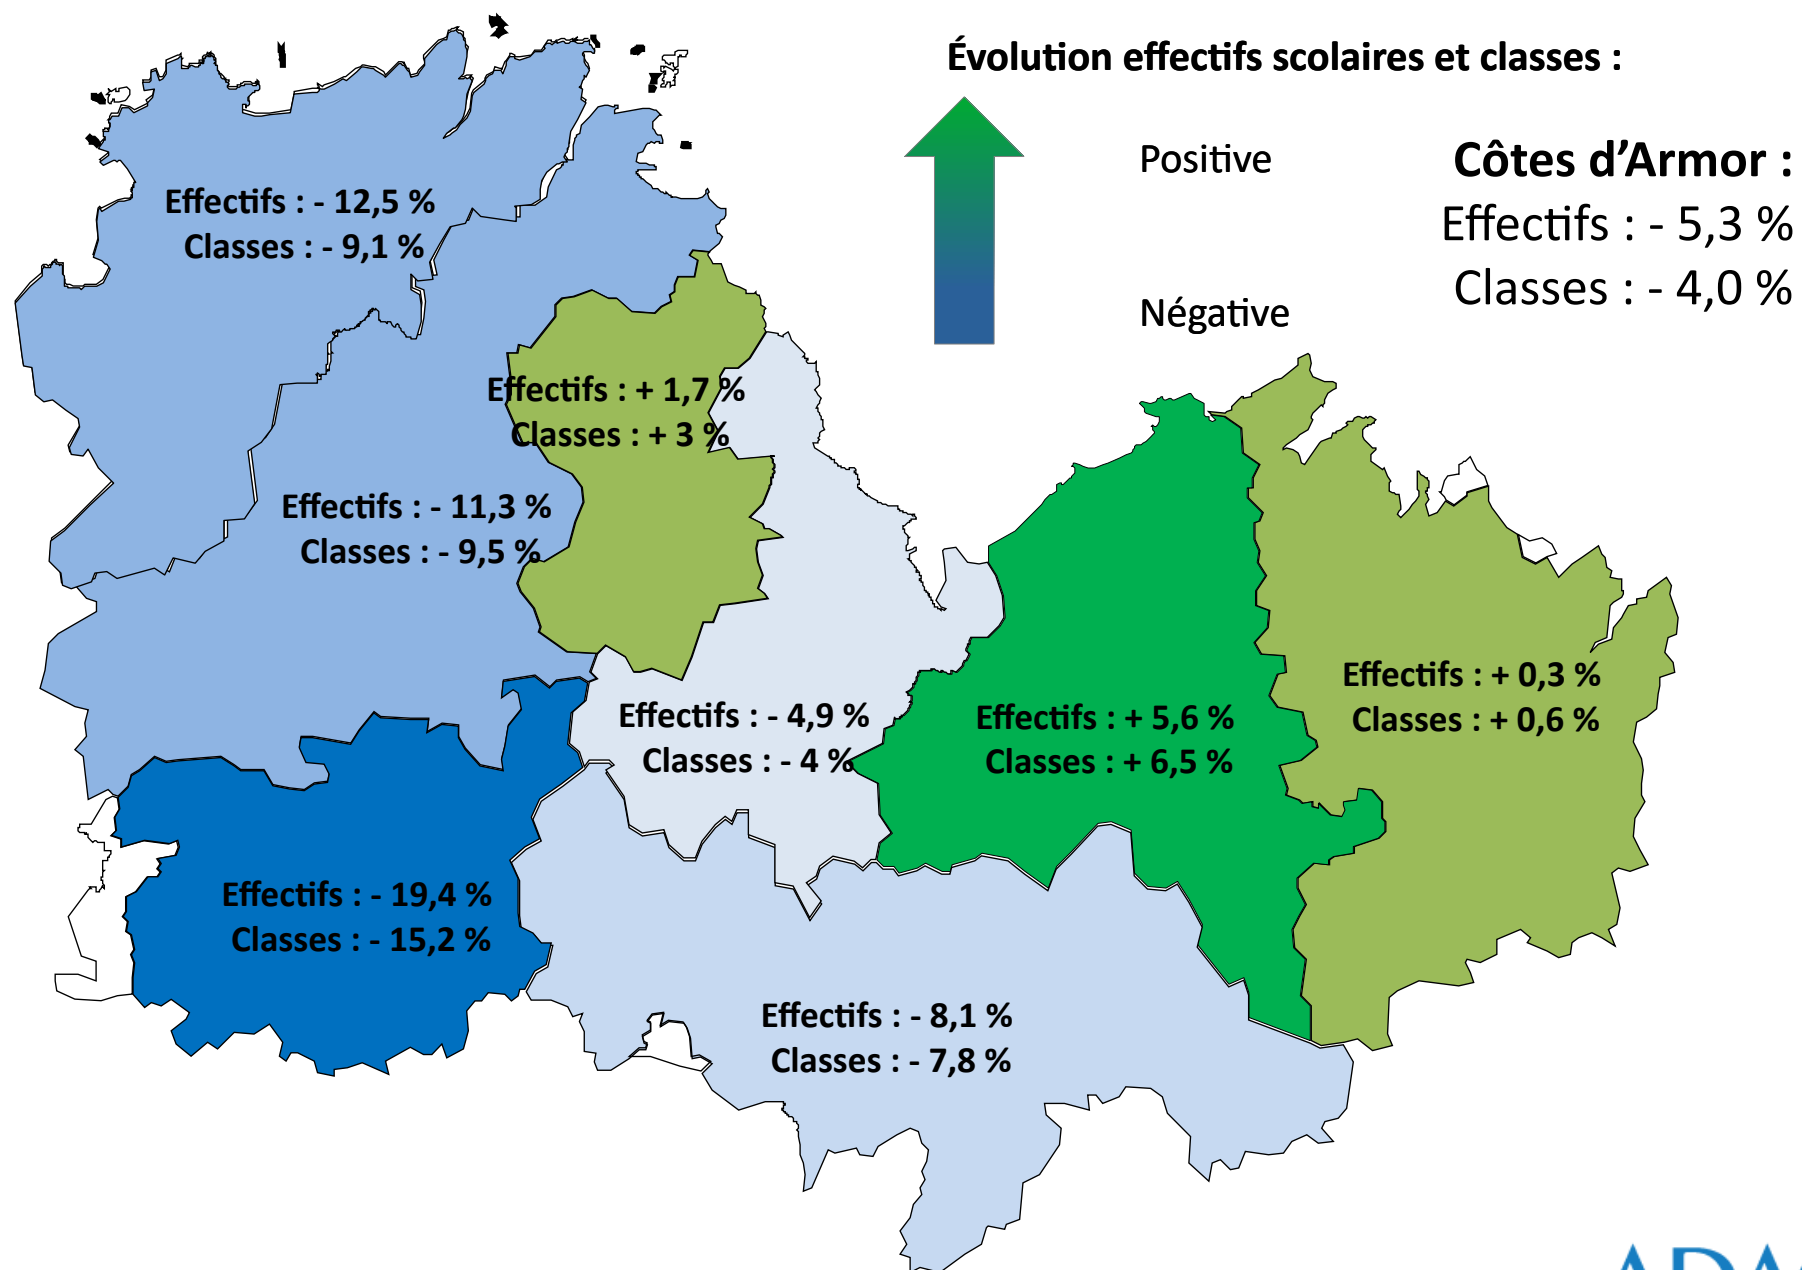 Évolution effectifs scolaires et classes :
Positive
Négative
Côtes d'Armor :
Effectifs : - 5,3 %
Classes : - 4,0 %
Effectifs : - 12,5 %
Classes : - 9,1 %
Effectifs : + 1,7 %
Classes : + 3 %
Effectifs : - 11,3 %
Classes : - 9,5 %
Effectifs : - 4,9 %
Classes : - 4 %
Effectifs : + 5,6 %
Classes : + 6,5 %
Effectifs : + 0,3 %
Classes : + 0,6 %
Effectifs : - 19,4 %
Classes : - 15,2 %
Effectifs : - 8,1 %
Classes : - 7,8 %